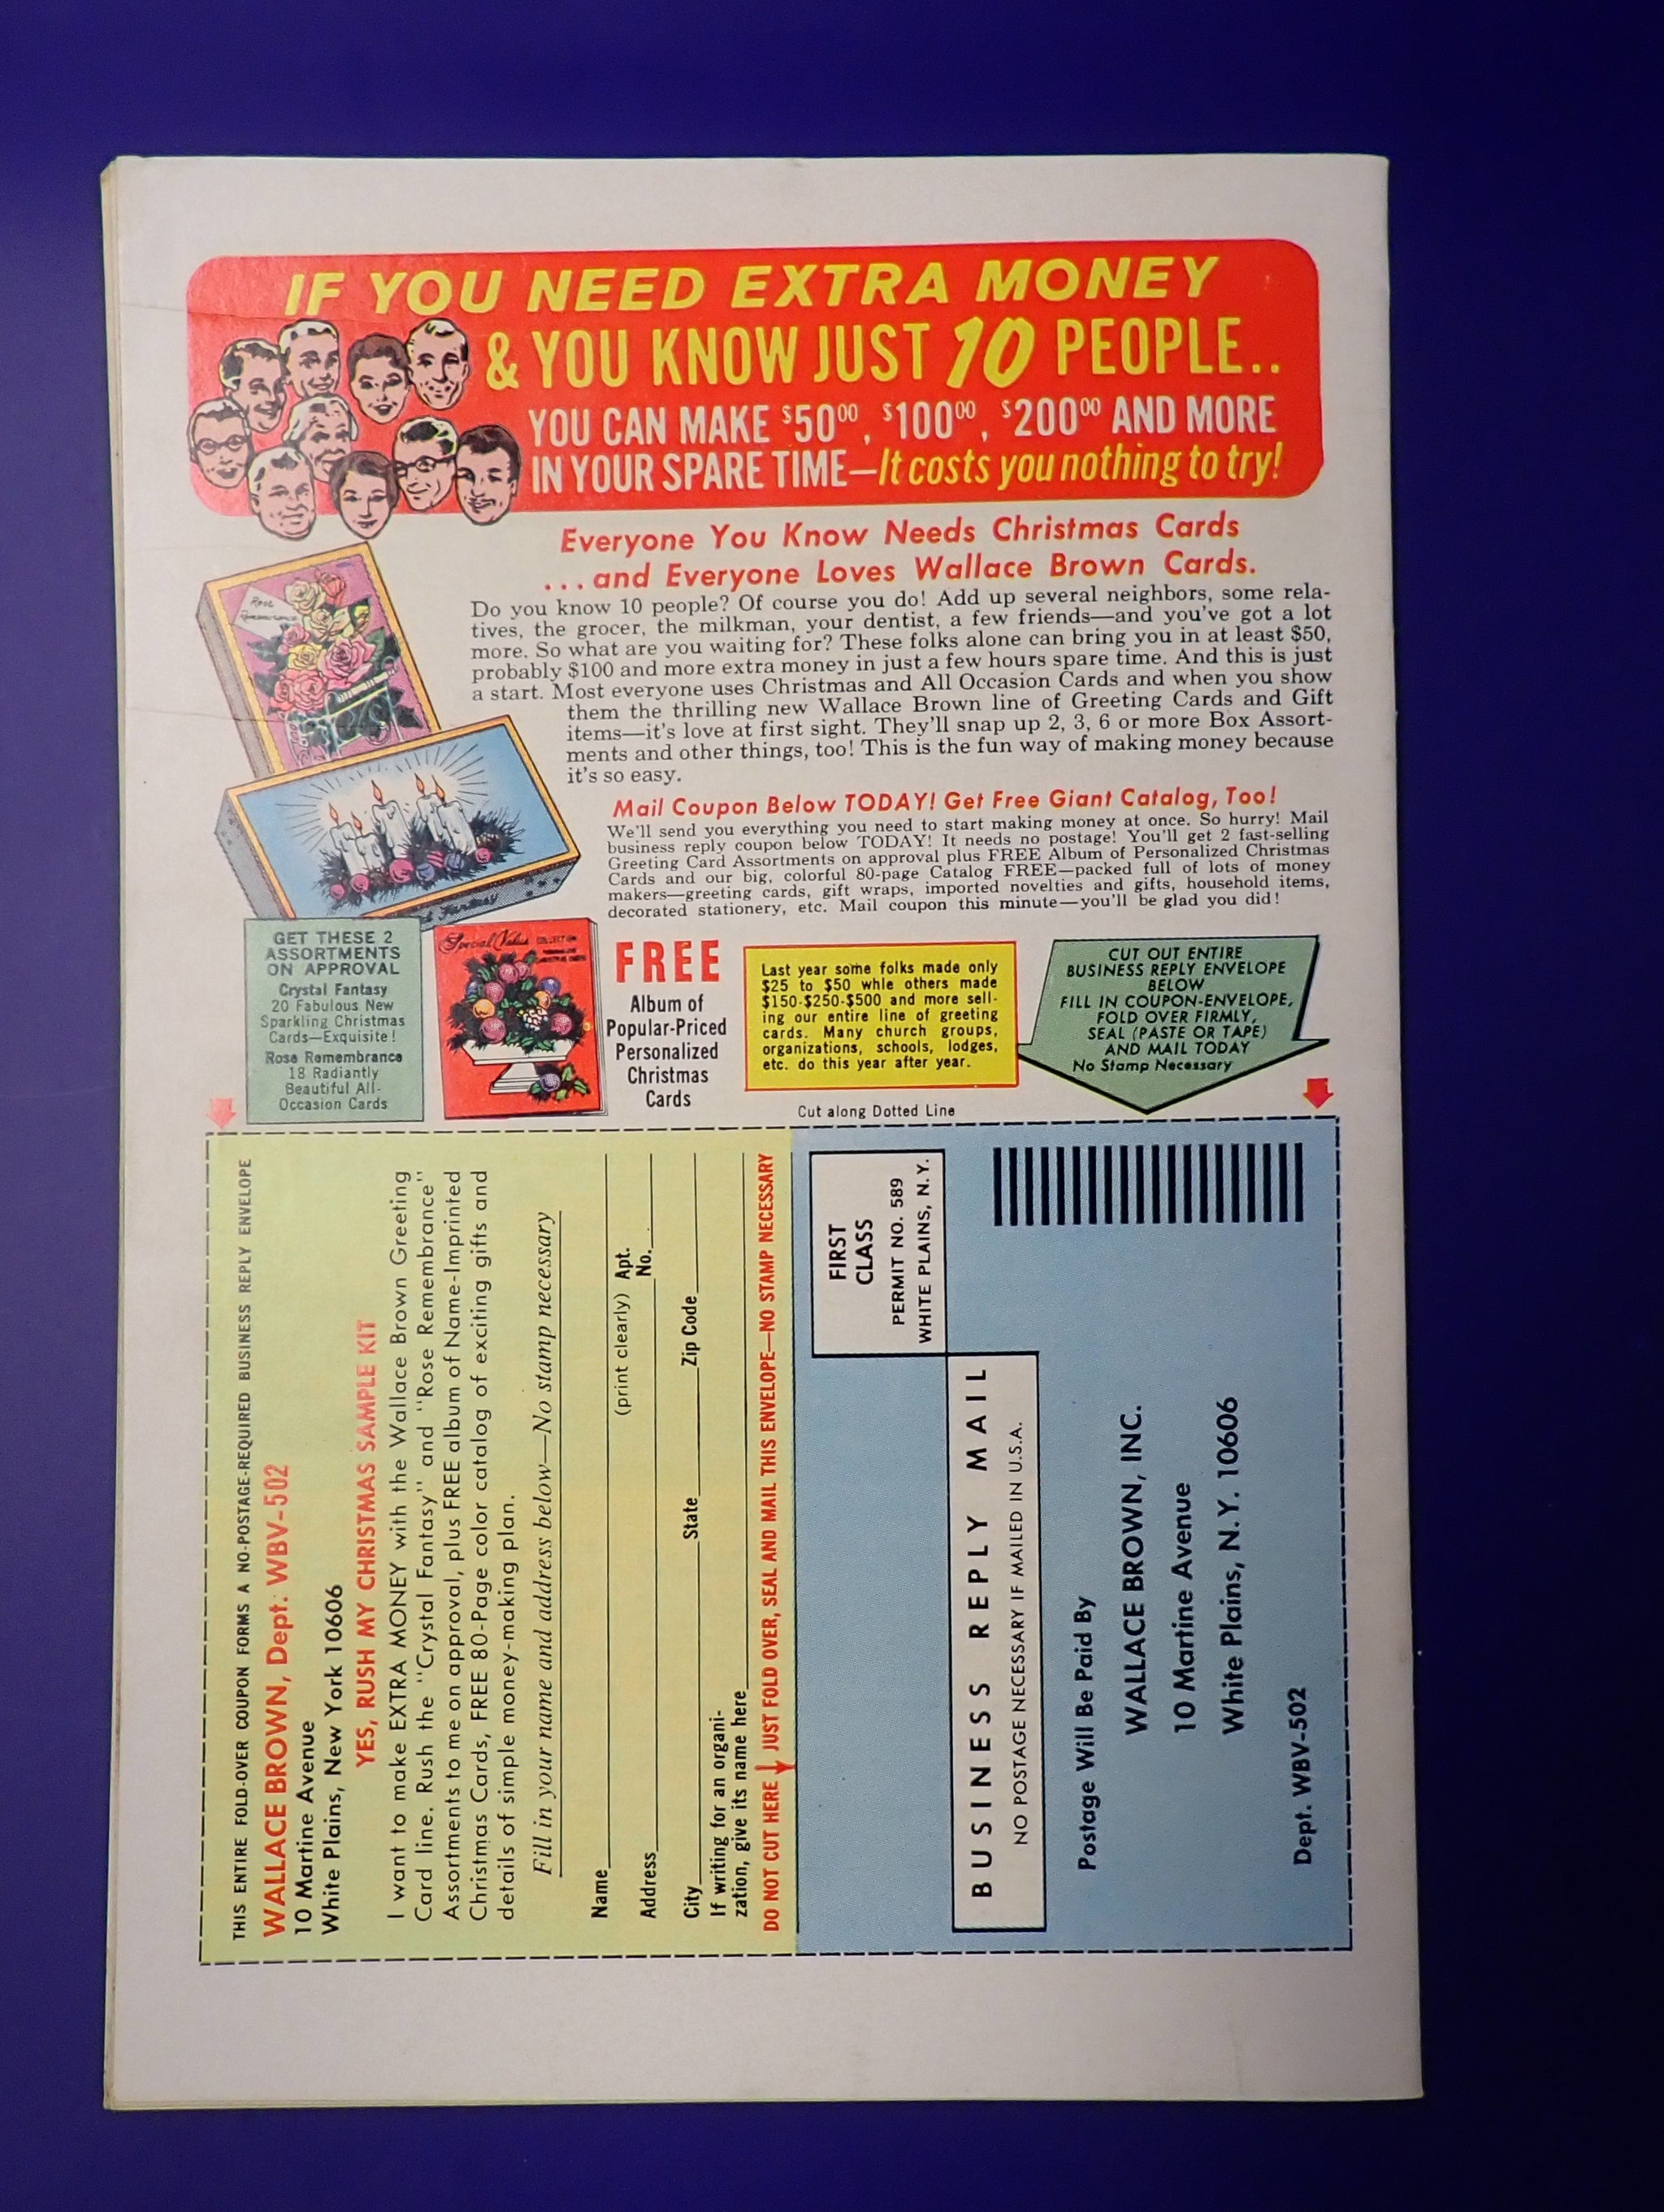 IF YOU NEED EXTRA MONEY
& YOU KNOW JUST 10 PEOPLE..
YOU CAN MAKE $50⁰⁰, $100⁰⁰, $200⁰⁰ AND MORE
IN YOUR SPARE TIME—It costs you nothing to try!
Everyone You Know Needs Christmas Cards
...and Everyone Loves Wallace Brown Cards.
Do you know 10 people? Of course you do! Add up several neighbors, some rela-
tives, the grocer, the milkman, your dentist, a few friends—and you've got a lot
more. So what are you waiting for? These folks alone can bring you in at least $50,
probably $100 and more extra money in just a few hours spare time. And this is just
a start. Most everyone uses Christmas and All Occasion Cards and when you show
them the thrilling new Wallace Brown line of Greeting Cards and Gift
items—it's love at first sight. They'll snap up 2, 3, 6 or more Box Assort-
ments and other things, too! This is the fun way of making money because
it's so easy.
Rose
Remembrance
Mail Coupon Below TODAY! Get Free Giant Catalog, Too!
We'll send you everything you need to start making money at once. So hurry! Mail
business reply coupon below TODAY! It needs no postage! You'll get 2 fast-selling
Greeting Card Assortments on approval plus FREE Album of Personalized Christmas
Cards and our big, colorful 80-page Catalog FREE—packed full of lots of money
makers—greeting cards, gift wraps, imported novelties and gifts, household items,
decorated stationery, etc. Mail coupon this minute—you'll be glad you did!
Fantasy
GET THESE 2
ASSORTMENTS
ON APPROVAL
Crystal Fantasy
20 Fabulous New
Sparkling Christmas
Cards—Exquisite!
Rose Remembrance
18 Radiantly
Beautiful All-
Occasion Cards
Special Value COLLECTION
FREE
Album of
Popular-Priced
Personalized
Christmas
Cards
Last year some folks made only
$25 to $50 whle others made
$150-$250-$500 and more sell-
ing our entire line of greeting
cards. Many church groups,
organizations, schools, lodges,
etc. do this year after year.
CUT OUT ENTIRE
BUSINESS REPLY ENVELOPE
BELOW
FILL IN COUPON-ENVELOPE,
FOLD OVER FIRMLY,
SEAL (PASTE OR TAPE)
AND MAIL TODAY
No Stamp Necessary
Cut along Dotted Line
THIS ENTIRE FOLD-OVER COUPON FORMS A NO-POSTAGE-REQUIRED BUSINESS REPLY ENVELOPE
WALLACE BROWN, Dept. WBV-502
10 Martine Avenue
White Plains, New York 10606
YES, RUSH MY CHRISTMAS SAMPLE KIT
I want to make EXTRA MONEY with the Wallace Brown Greeting
Card line. Rush the "Crystal Fantasy" and "Rose Remembrance"
Assortments to me on approval, plus FREE album of Name-Imprinted
Christmas Cards, FREE 80-Page color catalog of exciting gifts and
details of simple money-making plan.
Fill in your name and address below—No stamp necessary
Name
(print clearly) Apt.
Address No.
City State Zip Code
If writing for an organi-
zation, give its name here
DO NOT CUT HERE JUST FOLD OVER, SEAL AND MAIL THIS ENVELOPE—NO STAMP NECESSARY
FIRST
CLASS
PERMIT NO. 589
WHITE PLAINS, N. Y.
BUSINESS REPLY MAIL
NO POSTAGE NECESSARY IF MAILED IN U.S.A.
Postage Will Be Paid By
WALLACE BROWN, INC.
10 Martine Avenue
White Plains, N.Y. 10606
Dept. WBV-502